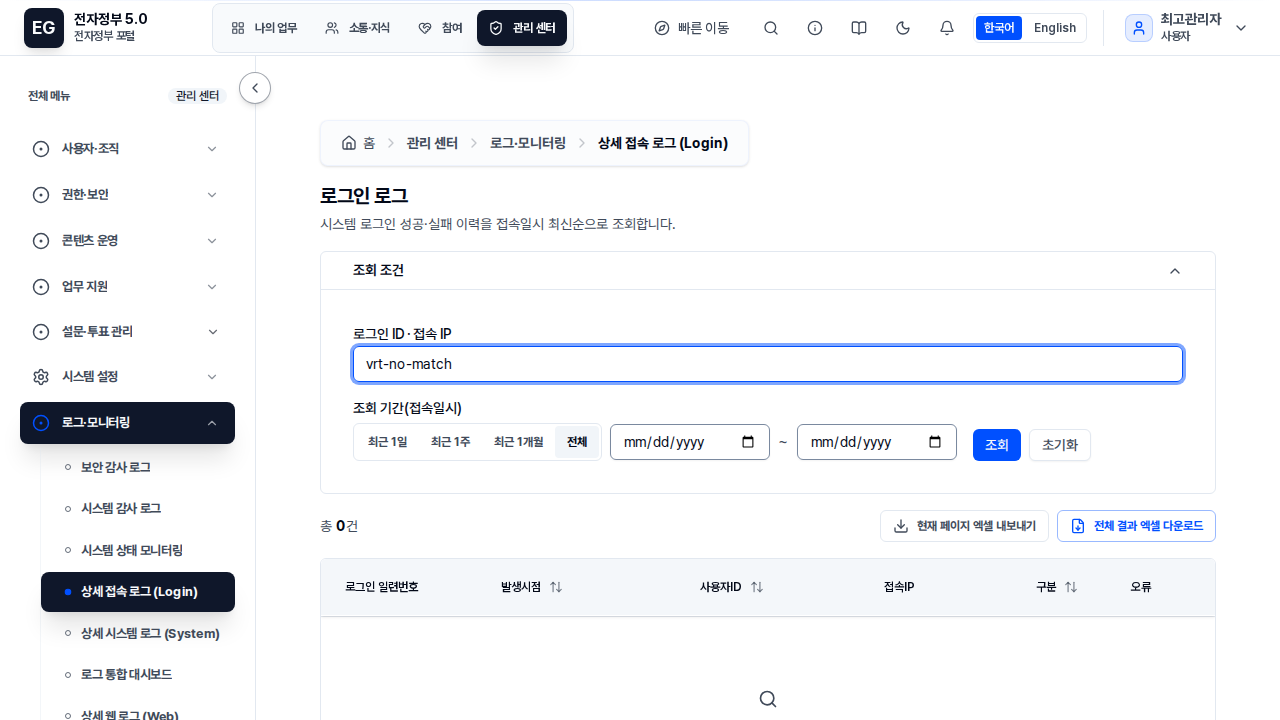 EG
전자정부 5.0
전자정부 포털
나의 업무
소통·지식
참여
관리 센터
빠른 이동
한국어
English
최고관리자
사용자
전체 메뉴
관리 센터
사용자·조직
권한·보안
콘텐츠 운영
업무 지원
설문·투표 관리
시스템 설정
로그·모니터링
보안 감사 로그
시스템 감사 로그
시스템 상태 모니터링
상세 접속 로그 (Login)
상세 시스템 로그 (System)
로그 통합 대시보드
상세 웹 로그 (Web)
홈 관리 센터 로그·모니터링 상세 접속 로그 (Login)
로그인 로그
시스템 로그인 성공·실패 이력을 접속일시 최신순으로 조회합니다.
조회 조건
로그인 ID · 접속 IP
vrt-no-match
조회 기간(접속일시)
최근 1일 최근 1주 최근 1개월 전체 mm/dd/yyyy ~ mm/dd/yyyy 조회 초기화
총 0건
현재 페이지 엑셀 내보내기
전체 결과 엑셀 다운로드
로그인 일련번호 발생시점 사용자ID 접속IP 구분 오류